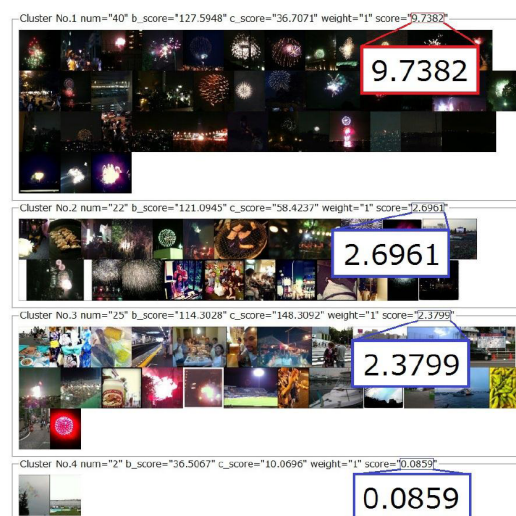 Cluster No.1 num="40" b_score="127.5948" c_score="36.7071" weight="1" score="9.7382"
9.7382
Cluster No.2 num="22" b_score="121.0945" c_score="58.4237" weight="1" score="2.6961"
2.6961
Cluster No.3 num="25" b_score="114.3028" c_score="148.3092" weight="1" score="2.3799"
2.3799
Cluster No.4 num="2" b_score="36.5067" c_score="10.0696" weight="1" score="0.0859"
0.0859